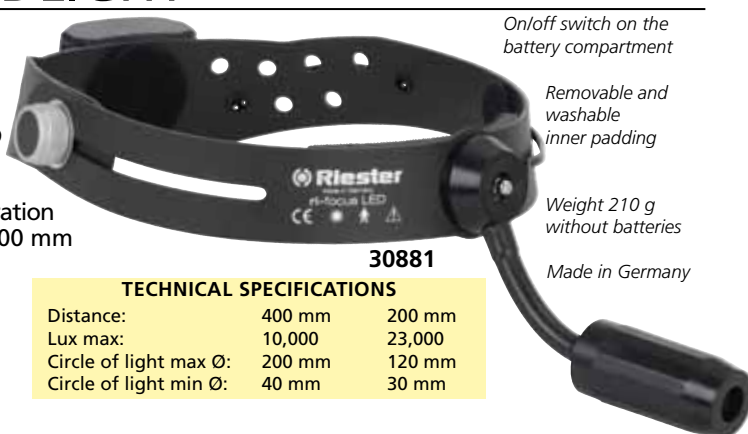 On/off switch on the
battery compartment
Removable and
washable
inner padding
Riester
ri-focus LED
CE
00 mm
Weight 210 g
without batteries
30881
Made in Germany
TECHNICAL SPECIFICATIONS
Distance: 400 mm 200 mm
Lux max: 10,000 23,000
Circle of light max Ø: 200 mm 120 mm
Circle of light min Ø: 40 mm 30 mm